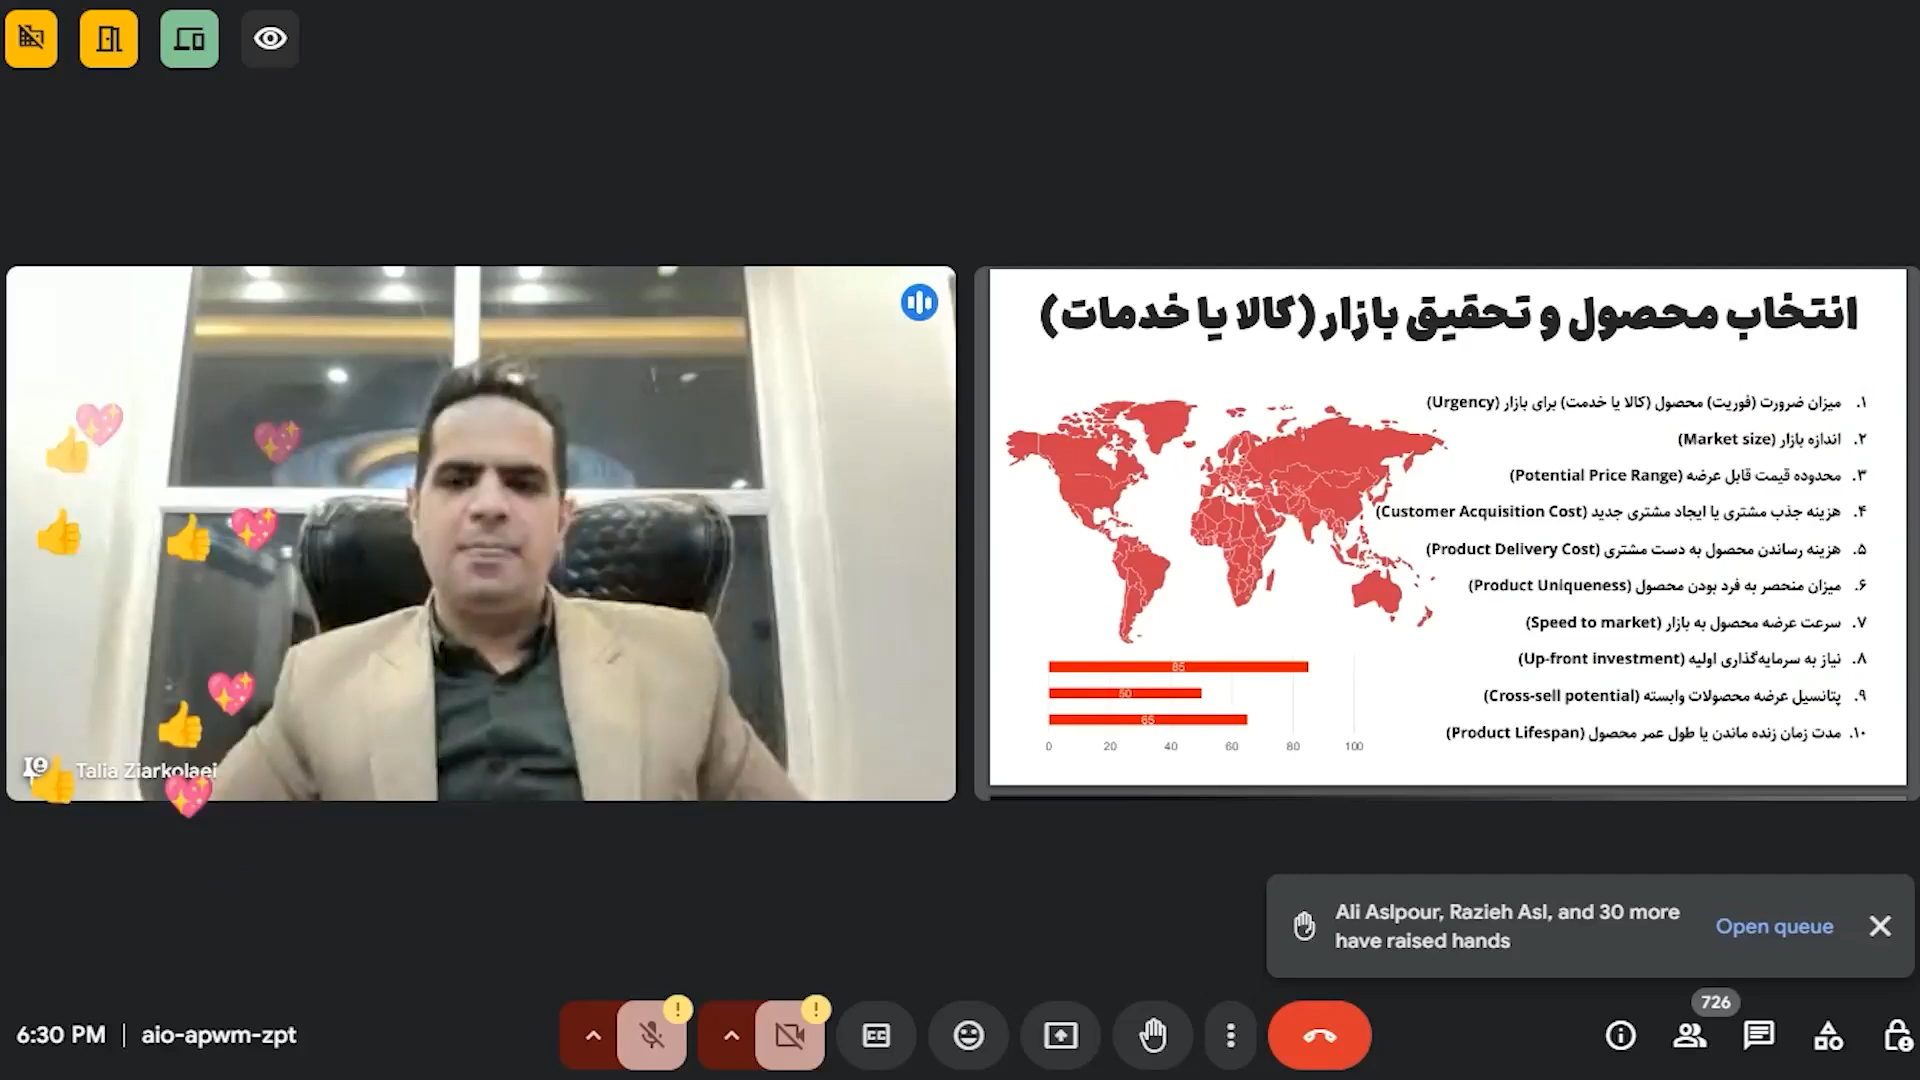 Talia Ziarkolaei
انتخاب محصول و تحقیق بازار (کالا یا خدمات)
۱. میزان ضرورت (فوریت) محصول (کالا یا خدمت) برای بازار (Urgency)
۲. اندازه بازار (Market size)
۳. محدوده قیمت قابل عرضه (Potential Price Range)
۴. هزینه جذب مشتری یا ایجاد مشتری جدید (Customer Acquisition Cost)
۵. هزینه رساندن محصول به دست مشتری (Product Delivery Cost)
۶. میزان منحصر به فرد بودن محصول (Product Uniqueness)
۷. سرعت عرضه محصول به بازار (Speed to market)
۸. نیاز به سرمایه‌گذاری اولیه (Up-front investment)
۹. پتانسیل عرضه محصولات وابسته (Cross-sell potential)
۱۰. مدت زمان زنده ماندن یا طول عمر محصول (Product Lifespan)
85
50
65
0 20 40 60 80 100
Ali Aslpour, Razieh Asl, and 30 more
have raised hands
Open queue
726
6:30 PM | aio-apwm-zpt